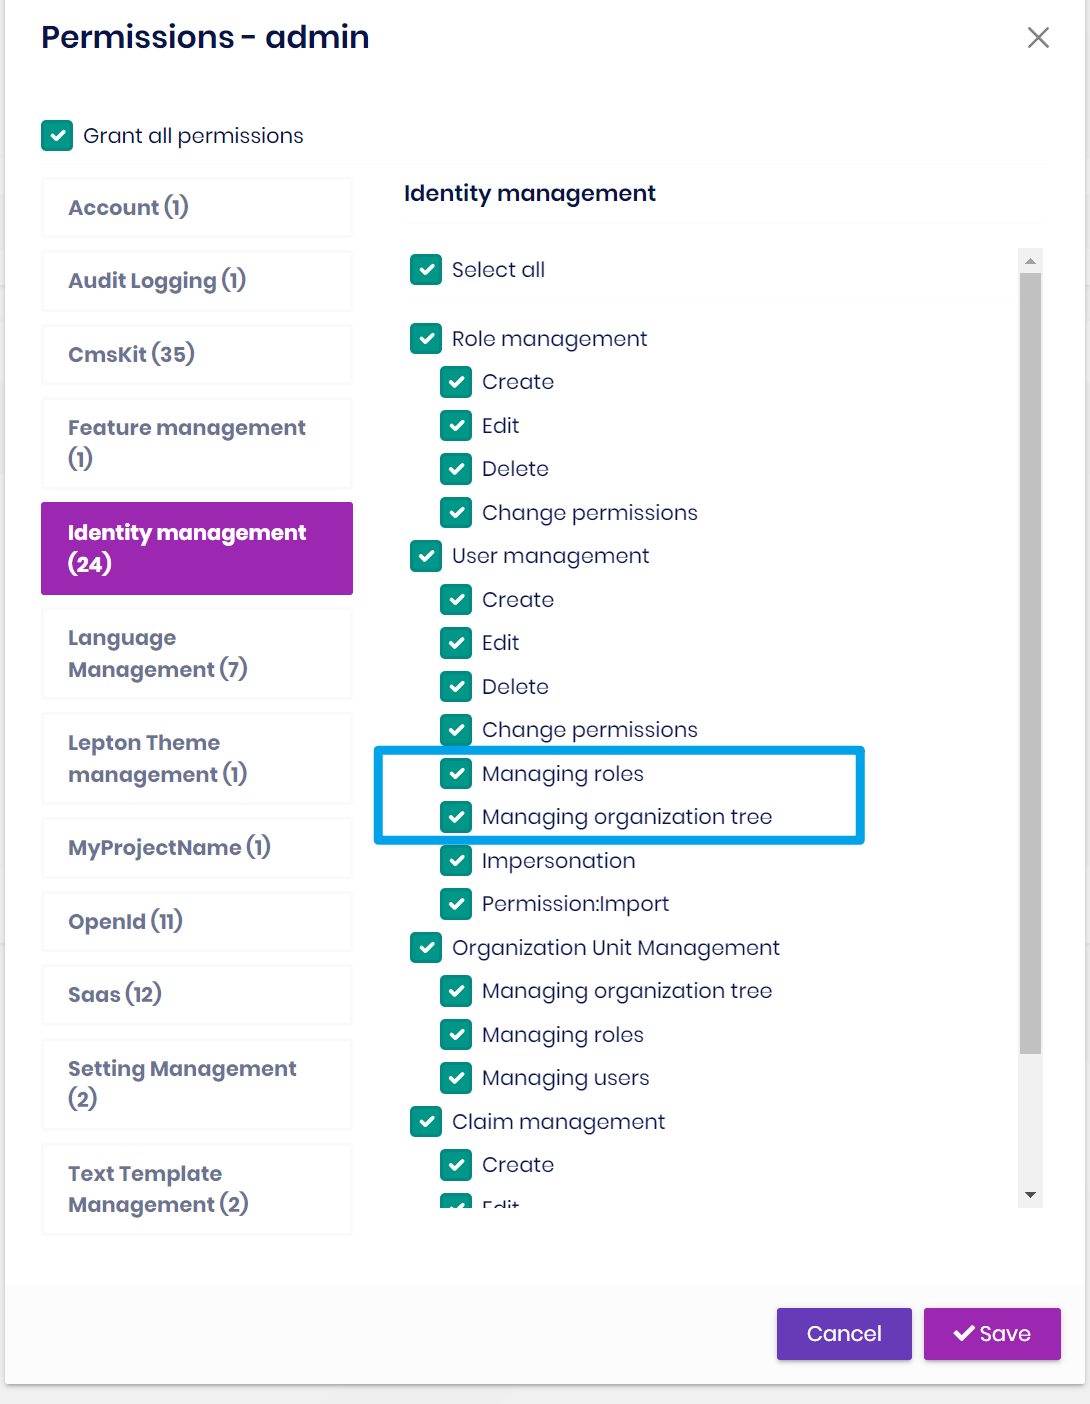 Permissions - admin
Grant all permissions
Account (1)
Audit Logging (1)
CmsKit (35)
Feature management
(1)
Identity management
(24)
Language
Management (7)
Lepton Theme
management (1)
MyProjectName (1)
OpenId (11)
Saas (12)
Setting Management
(2)
Text Template
Management (2)
Identity management
Select all
Role management
Create
Edit
Delete
Change permissions
User management
Create
Edit
Delete
Change permissions
Managing roles
Managing organization tree
Impersonation
Permission:Import
Organization Unit Management
Managing organization tree
Managing roles
Managing users
Claim management
Create
Edit
Cancel
Save